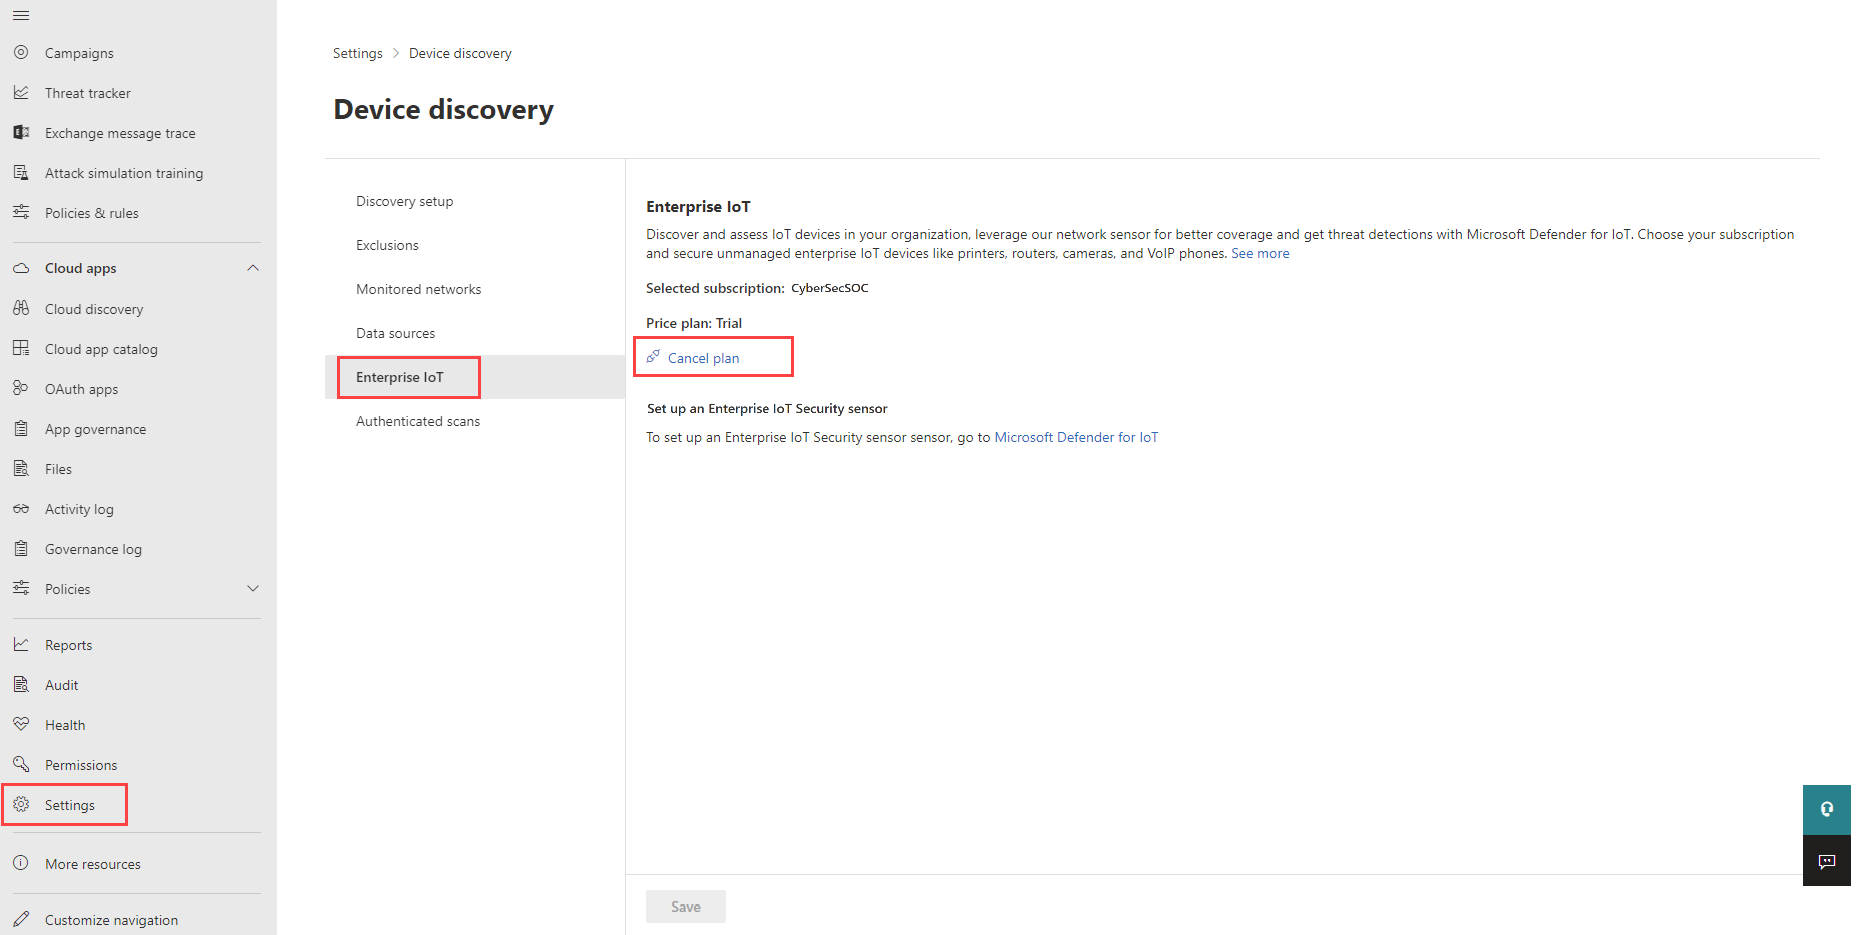 Campaigns
Threat tracker
Exchange message trace
Attack simulation training
Policies & rules
Cloud apps
Cloud discovery
Cloud app catalog
OAuth apps
App governance
Files
Activity log
Governance log
Policies
Reports
Audit
Health
Permissions
Settings
More resources
Customize navigation
Settings > Device discovery
Device discovery
Discovery setup
Exclusions
Monitored networks
Data sources
Enterprise IoT
Authenticated scans
Enterprise IoT
Discover and assess IoT devices in your organization, leverage our network sensor for better coverage and get threat detections with Microsoft Defender for IoT. Choose your subscription
and secure unmanaged enterprise IoT devices like printers, routers, cameras, and VoIP phones. See more
Selected subscription: CyberSecSOC
Price plan: Trial
Cancel plan
Set up an Enterprise IoT Security sensor
To set up an Enterprise IoT Security sensor sensor, go to Microsoft Defender for IoT
Save